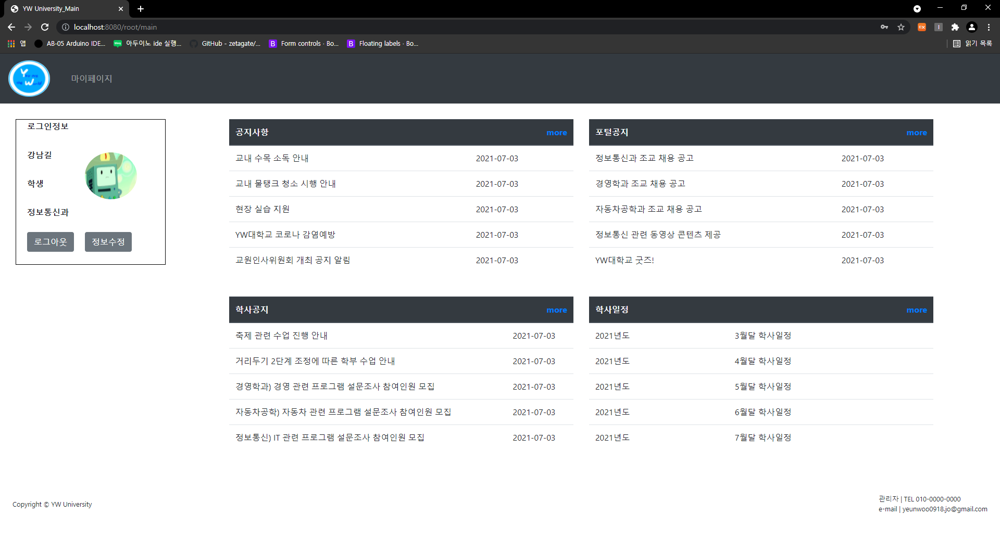 YW University_Main
localhost:8080/root/main
앱
AB-05 Arduino IDE...
아두이노 ide 실행...
GitHub - zetagate/...
B Form controls · Bo...
B Floating labels · Bo...
읽기 목록
마이페이지
로그인정보
강남길
학생
정보통신과
로그아웃 정보수정
공지사항 more
교내 수목 소독 안내 2021-07-03
교내 물탱크 청소 시행 안내 2021-07-03
현장 실습 지원 2021-07-03
YW대학교 코로나 감염예방 2021-07-03
교원인사위원회 개최 공지 알림 2021-07-03
포털공지 more
정보통신과 조교 채용 공고 2021-07-03
경영학과 조교 채용 공고 2021-07-03
자동차공학과 조교 채용 공고 2021-07-03
정보통신 관련 동영상 콘텐츠 제공 2021-07-03
YW대학교 굿즈! 2021-07-03
학사공지 more
축제 관련 수업 진행 안내 2021-07-03
거리두기 2단계 조정에 따른 학부 수업 안내 2021-07-03
경영학과) 경영 관련 프로그램 설문조사 참여인원 모집 2021-07-03
자동차공학) 자동차 관련 프로그램 설문조사 참여인원 모집 2021-07-03
정보통신) IT 관련 프로그램 설문조사 참여인원 모집 2021-07-03
학사일정 more
2021년도 3월달 학사일정
2021년도 4월달 학사일정
2021년도 5월달 학사일정
2021년도 6월달 학사일정
2021년도 7월달 학사일정
Copyright © YW University
관리자 | TEL 010-0000-0000
e-mail | yeunwoo0918.jo@gmail.com